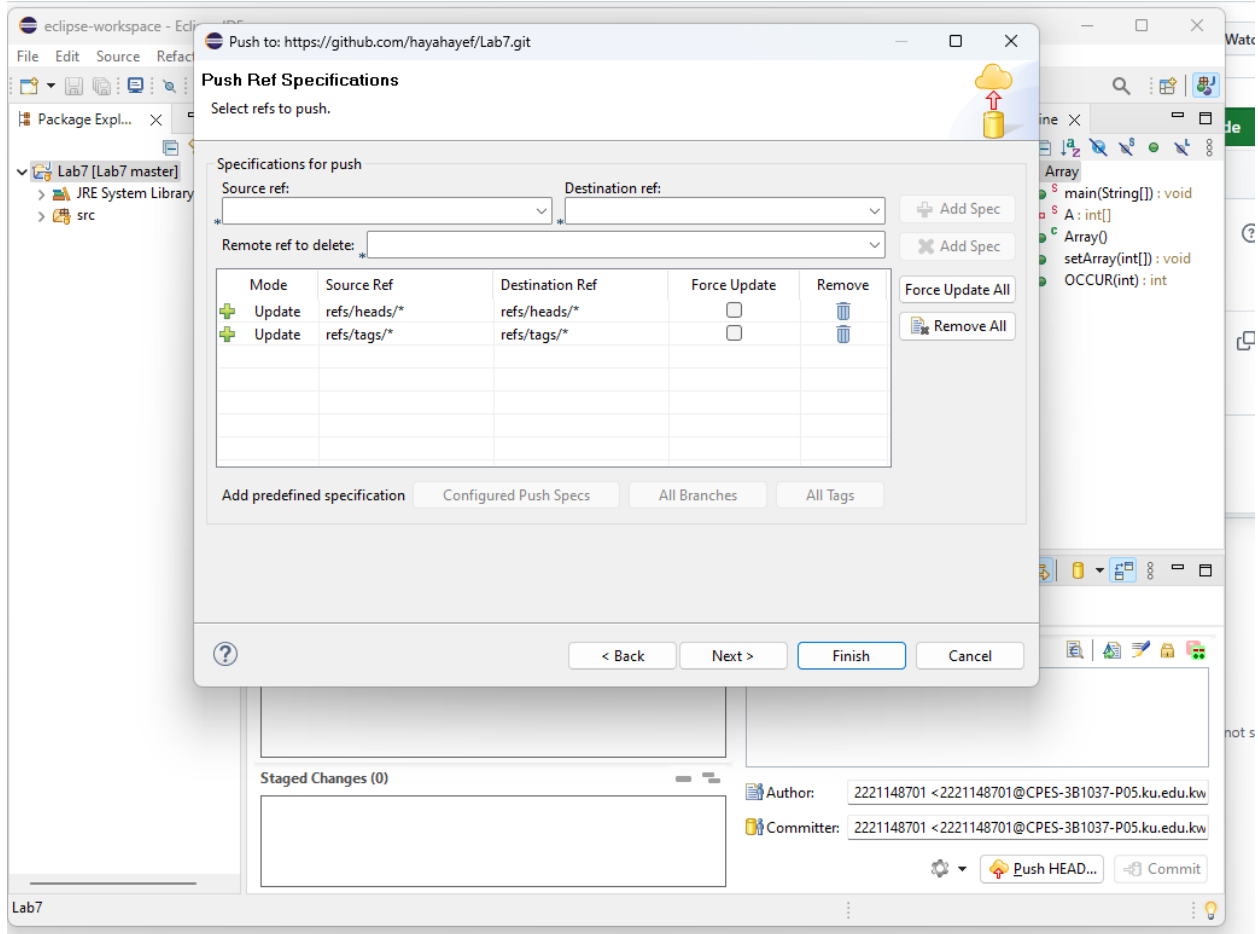 eclipse-workspace - Ecli
Push to: https://github.com/hayahayef/Lab7.git
File Edit Source Refact
Push Ref Specifications
Select refs to push.
Package Expl...
Lab7 [Lab7 master]
JRE System Library
src
Specifications for push
Source ref:
Destination ref:
Add Spec
Remote ref to delete:
Add Spec
Mode Source Ref Destination Ref Force Update Remove
Update refs/heads/* refs/heads/*
Update refs/tags/* refs/tags/*
Force Update All
Remove All
Add predefined specification Configured Push Specs All Branches All Tags
< Back Next > Finish Cancel
ine
Array
main(String[]) : void
A : int[]
Array()
setArray(int[]) : void
OCCUR(int) : int
Watc
de
not s
Staged Changes (0)
Author: 2221148701 <2221148701@CPES-3B1037-P05.ku.edu.kw
Committer: 2221148701 <2221148701@CPES-3B1037-P05.ku.edu.kw
Push HEAD... Commit
Lab7